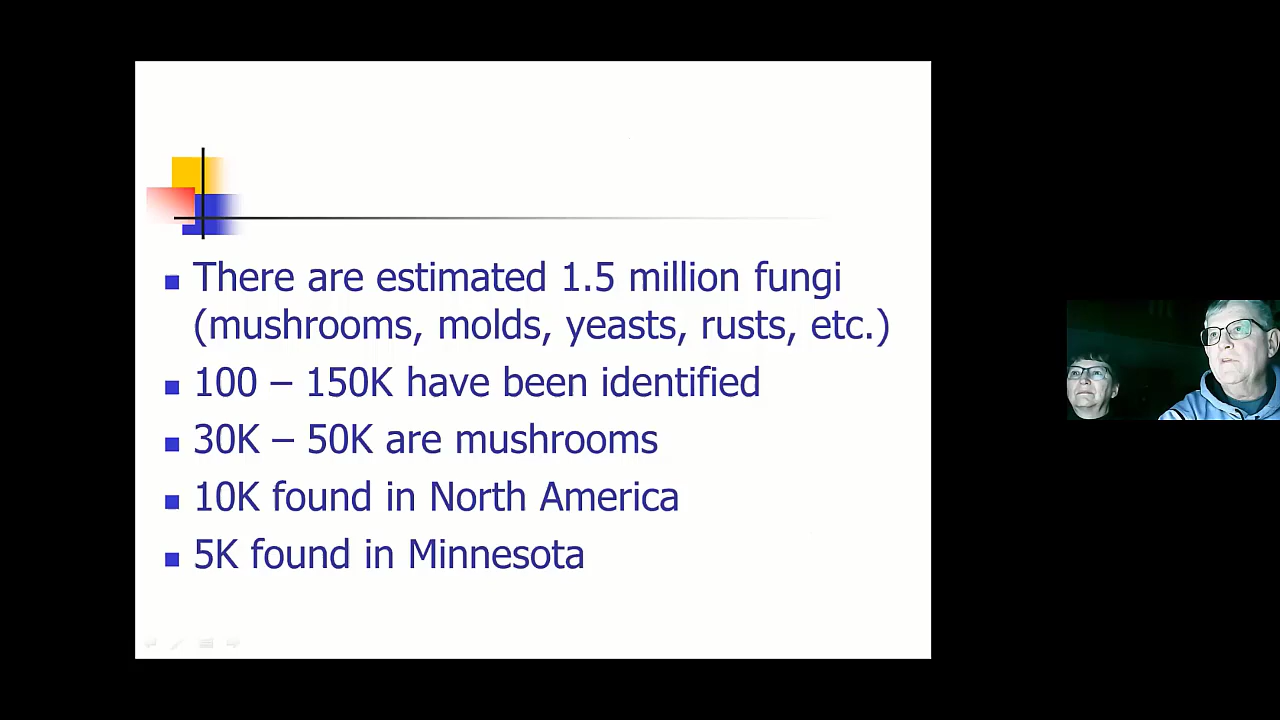 There are estimated 1.5 million fungi
(mushrooms, molds, yeasts, rusts, etc.)
100 – 150K have been identified
30K – 50K are mushrooms
10K found in North America
5K found in Minnesota